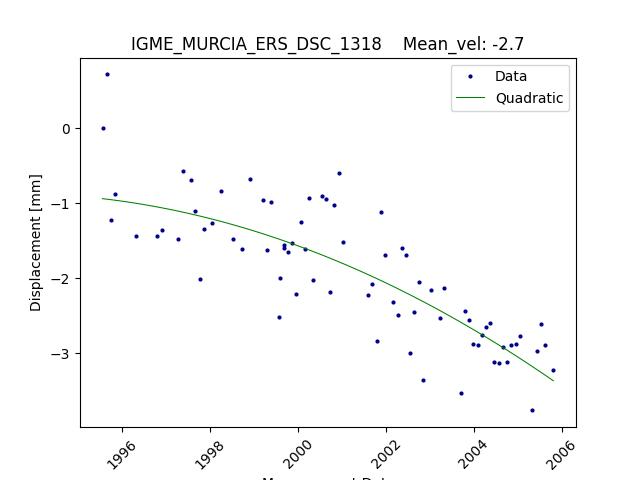 IGME_MURCIA_ERS_DSC_1318    Mean_vel: -2.7
Data
Quadratic
Displacement [mm]
0
−1
−2
−3
1996
1998
2000
2002
2004
2006